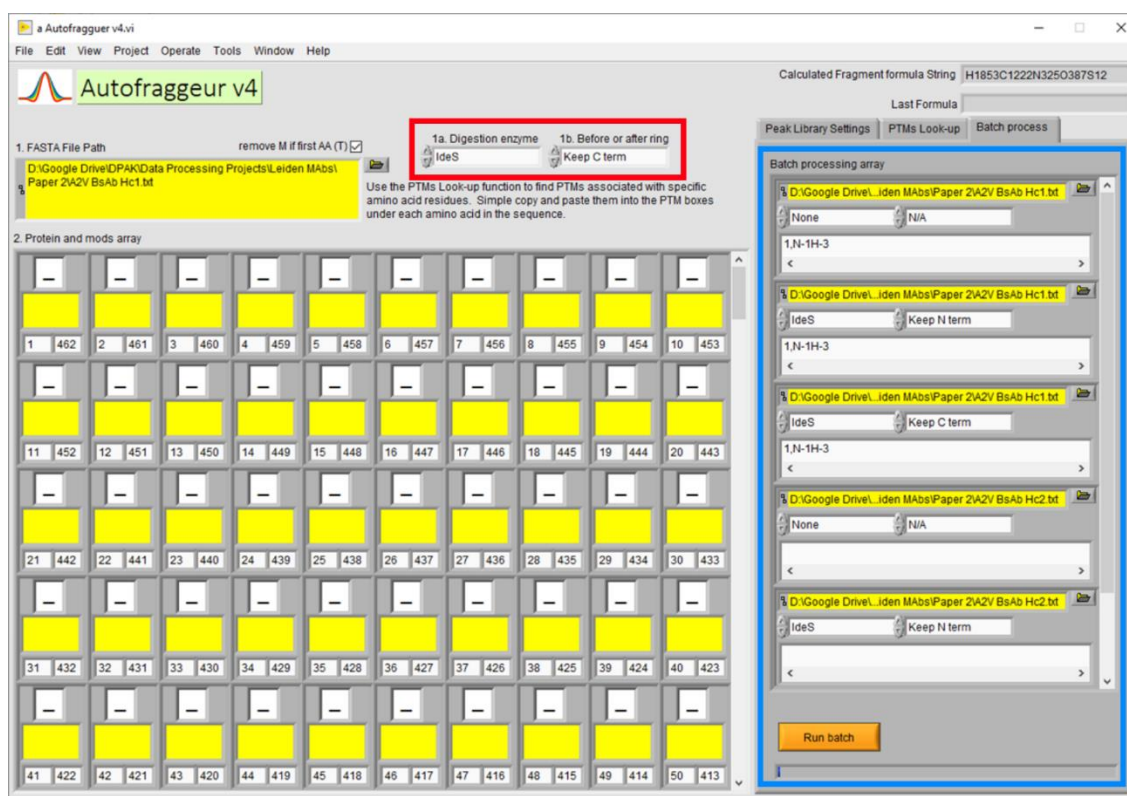 a Autofragguer v4.vi
File Edit View Project Operate Tools Window Help
Autofraggeur v4
Calculated Fragment formula String H1853C1222N325O387S12
Last Formula
1. FASTA File Path
remove M if first AA (T)
D:\Google Drive\DPAK\Data Processing Projects\Leiden MAbs\
Paper 2\A2V BsAb Hc1.txt
1a. Digestion enzyme 1b. Before or after ring
IdeS Keep C term
Use the PTMs Look-up function to find PTMs associated with specific
amino acid residues. Simple copy and paste them into the PTM boxes
under each amino acid in the sequence.
2. Protein and mods array
– – – – – – – – – –
1 462 2 461 3 460 4 459 5 458 6 457 7 456 8 455 9 454 10 453
– – – – – – – – – –
11 452 12 451 13 450 14 449 15 448 16 447 17 446 18 445 19 444 20 443
– – – – – – – – – –
21 442 22 441 23 440 24 439 25 438 26 437 27 436 28 435 29 434 30 433
– – – – – – – – – –
31 432 32 431 33 430 34 429 35 428 36 427 37 426 38 425 39 424 40 423
– – – – – – – – – –
41 422 42 421 43 420 44 419 45 418 46 417 47 416 48 415 49 414 50 413
Peak Library Settings PTMs Look-up Batch process
Batch processing array
D:\Google Drive\...iden MAbs\Paper 2\A2V BsAb Hc1.txt
None N/A
1,N-1H-3
D:\Google Drive\...iden MAbs\Paper 2\A2V BsAb Hc1.txt
IdeS Keep N term
1,N-1H-3
D:\Google Drive\...iden MAbs\Paper 2\A2V BsAb Hc1.txt
IdeS Keep C term
1,N-1H-3
D:\Google Drive\...iden MAbs\Paper 2\A2V BsAb Hc2.txt
None N/A
D:\Google Drive\...iden MAbs\Paper 2\A2V BsAb Hc2.txt
IdeS Keep N term
Run batch